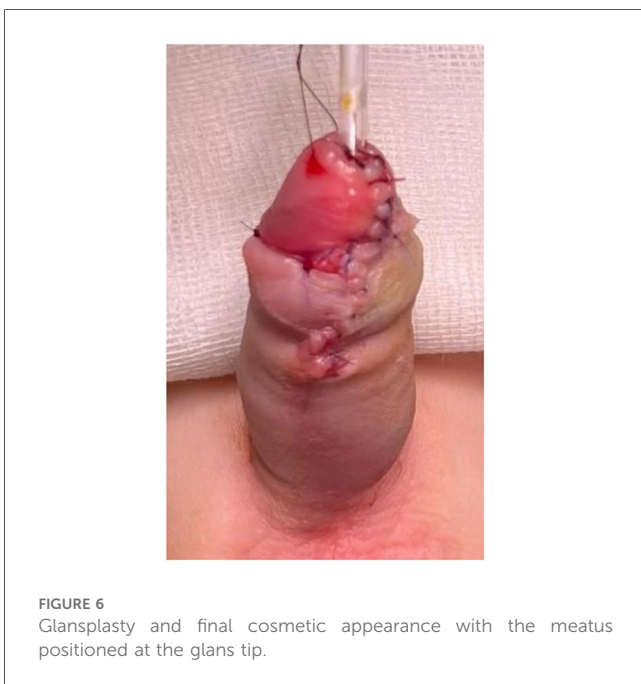 FIGURE 6
Glansplasty and final cosmetic appearance with the meatus
positioned at the glans tip.